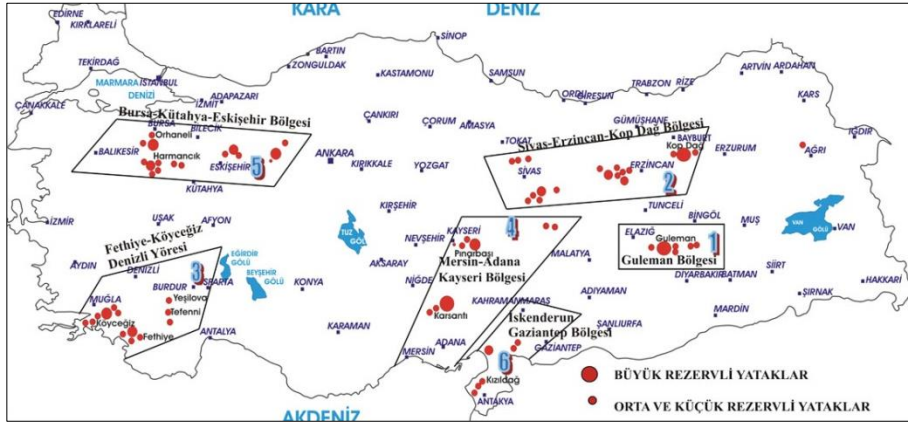 KARA DENİZ
EDİRNE
KIRKLARELİ
TEKİRDAĞ
MARMARA
DENİZİ
İSTANBUL
ÇANAKKALE
İZMİT
ADAPAZARI
ZONGULDAK
BARTIN
KASTAMONU
SİNOP
SAMSUN
ORDU
GİRESUN
TRABZON
RİZE
ARTVİN
ARDAHAN
KARS
IĞDIR
AĞRI
Bursa-Kütahya-Eskişehir Bölgesi
BURSA
BİLECİK
Orhaneli
Harmancık
BALIKESİR
ESKİŞEHİR
5
KÜTAHYA
ÇANKIRI
ANKARA
KIRIKKALE
ÇORUM
AMASYA
YOZGAT
TOKAT
Sivas-Erzincan-Kop Dağ Bölgesi
SİVAS
GÜMÜŞHANE
BAYBURT
Kop Dağ
ERZİNCAN
2
ERZURUM
TUNCELİ
BİNGÖL
MUŞ
VAN
GÖLÜ
VAN
ELAZIĞ
Guleman
1
Guleman Bölgesi
DİYARBAKIR
BATMAN
SİİRT
HAKKARİ
ŞIRNAK
MARDİN
İZMİR
UŞAK
AFYON
Fethiye-Köyceğiz
Denizli Yöresi
3
AYDIN
DENİZLİ
BURDUR
ISPARTA
EĞİRDİR
GÖLÜ
BEYŞEHİR
GÖLÜ
MUĞLA
Köyceğiz
Yeşilova
Tefenni
Fethiye
ANTALYA
KONYA
KARAMAN
TUZ
GÖL
AKSARAY
KIRŞEHİR
NEVŞEHİR
NİĞDE
KAYSERİ
4
Pınarbaşı
Mersin-Adana
Kayseri Bölgesi
MALATYA
Karsantı
KAHRAMANMARAŞ
ADIYAMAN
ŞANLIURFA
İskenderun
Gaziantep Bölgesi
GAZİANTEP
ADANA
MERSİN
6
Kızıldağ
ANTAKYA
AKDENİZ
BÜYÜK REZERVLİ YATAKLAR
ORTA VE KÜÇÜK REZERVLİ YATAKLAR